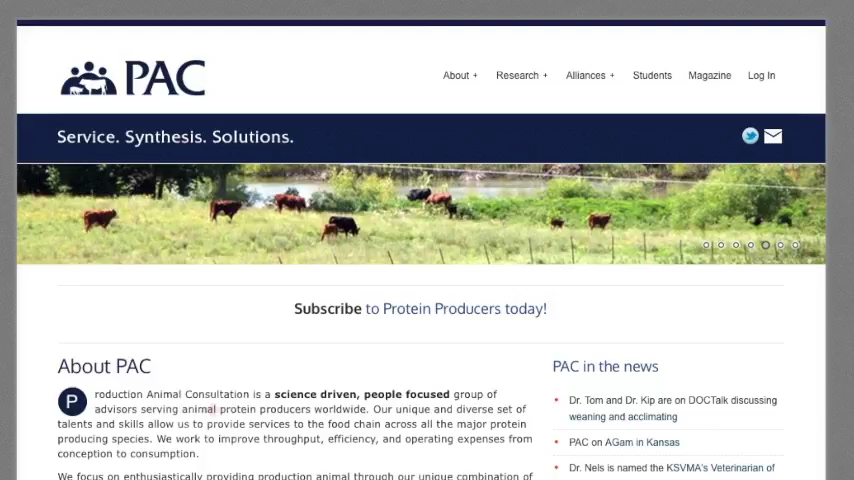 PAC
About + Research + Alliances + Students Magazine Log In
Service. Synthesis. Solutions.
Subscribe to Protein Producers today!
About PAC
Production Animal Consultation is a science driven, people focused group of
advisors serving animal protein producers worldwide. Our unique and diverse set of
talents and skills allow us to provide services to the food chain across all the major protein
producing species. We work to improve throughput, efficiency, and operating expenses from
conception to consumption.
We focus on enthusiastically providing production animal through our unique combination of
PAC in the news
Dr. Tom and Dr. Kip are on DOCTalk discussing
weaning and acclimating
PAC on AGam in Kansas
Dr. Nels is named the KSVMA's Veterinarian of